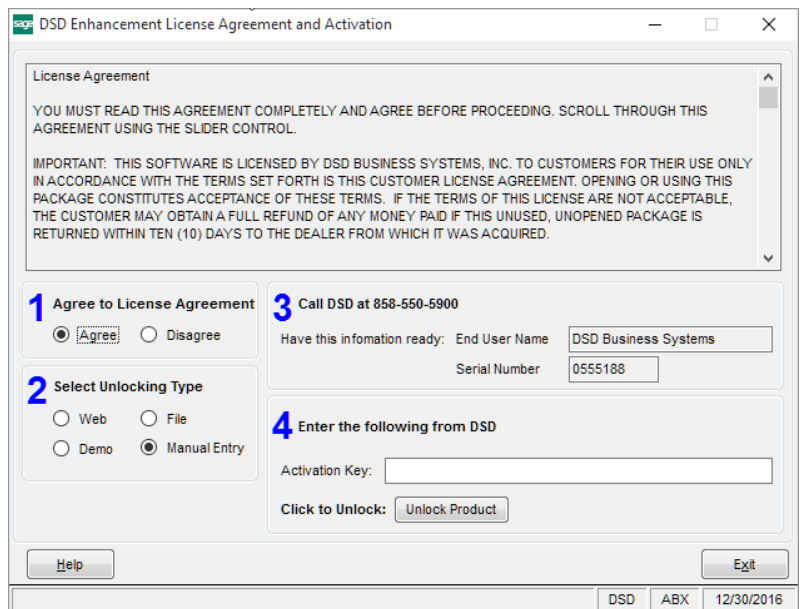 sage DSD Enhancement License Agreement and Activation
License Agreement
YOU MUST READ THIS AGREEMENT COMPLETELY AND AGREE BEFORE PROCEEDING. SCROLL THROUGH THIS
AGREEMENT USING THE SLIDER CONTROL.
IMPORTANT: THIS SOFTWARE IS LICENSED BY DSD BUSINESS SYSTEMS, INC. TO CUSTOMERS FOR THEIR USE ONLY
IN ACCORDANCE WITH THE TERMS SET FORTH IS THIS CUSTOMER LICENSE AGREEMENT. OPENING OR USING THIS
PACKAGE CONSTITUTES ACCEPTANCE OF THESE TERMS. IF THE TERMS OF THIS LICENSE ARE NOT ACCEPTABLE,
THE CUSTOMER MAY OBTAIN A FULL REFUND OF ANY MONEY PAID IF THIS UNUSED, UNOPENED PACKAGE IS
RETURNED WITHIN TEN (10) DAYS TO THE DEALER FROM WHICH IT WAS ACQUIRED.
1 Agree to License Agreement
Agree Disagree
2 Select Unlocking Type
Web File
Demo Manual Entry
3 Call DSD at 858-550-5900
Have this infomation ready: End User Name DSD Business Systems
Serial Number 0555188
4 Enter the following from DSD
Activation Key:
Click to Unlock: Unlock Product
Help Exit
DSD ABX 12/30/2016